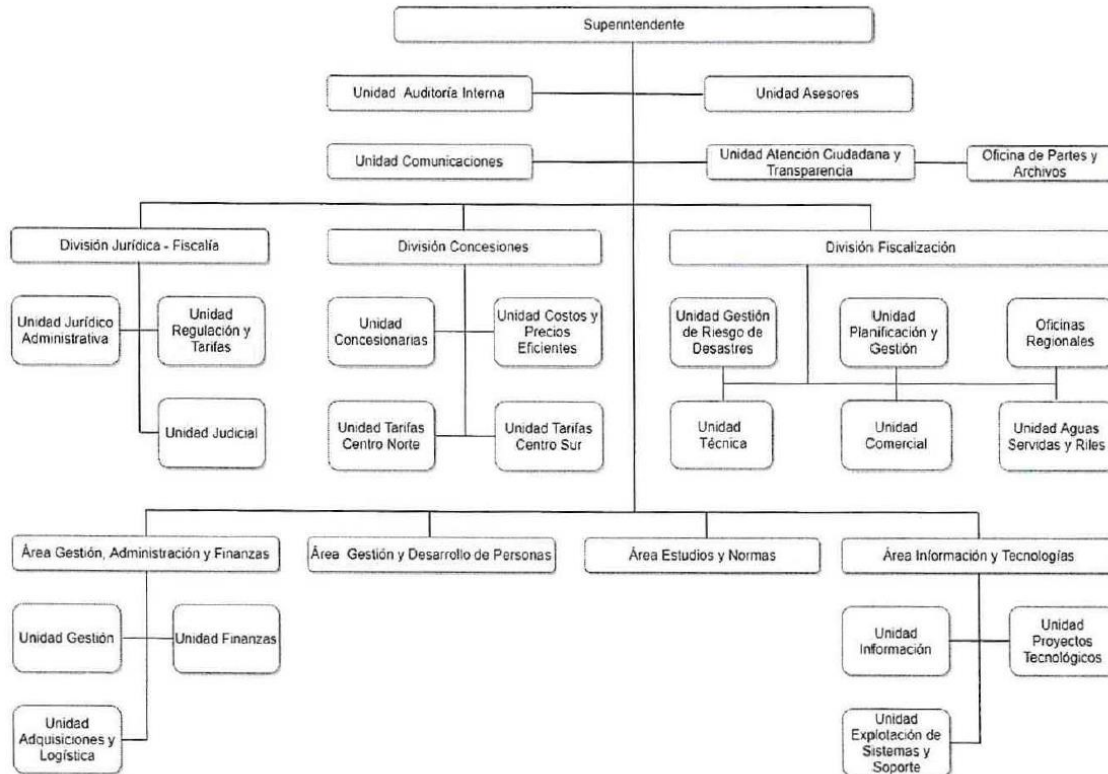 Superintendente
Unidad Auditoría Interna
Unidad Asesores
Unidad Comunicaciones
Unidad Atención Ciudadana y
Transparencia
Oficina de Partes y
Archivos
División Jurídica - Fiscalía
División Concesiones
División Fiscalización
Unidad Jurídico
Administrativa
Unidad
Regulación y
Tarifas
Unidad
Concesionarias
Unidad Costos y
Precios
Eficientes
Unidad Gestión
de Riesgo de
Desastres
Unidad
Planificación y
Gestión
Oficinas
Regionales
Unidad Judicial
Unidad Tarifas
Centro Norte
Unidad Tarifas
Centro Sur
Unidad
Técnica
Unidad
Comercial
Unidad Aguas
Servidas y Riles
Área Gestión, Administración y Finanzas
Área Gestión y Desarrollo de Personas
Área Estudios y Normas
Área Información y Tecnologías
Unidad Gestión
Unidad Finanzas
Unidad
Información
Unidad
Proyectos
Tecnológicos
Unidad
Adquisiciones y
Logística
Unidad
Explotación de
Sistemas y
Soporte